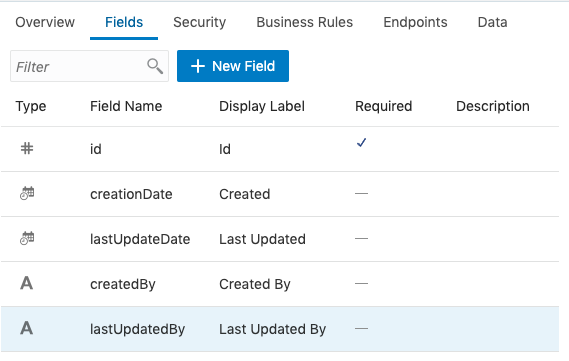 Overview Fields Security Business Rules Endpoints Data
Filter + New Field
Type Field Name Display Label Required Description
# id Id ✓
creationDate Created —
lastUpdateDate Last Updated —
A createdBy Created By —
A lastUpdatedBy Last Updated By —